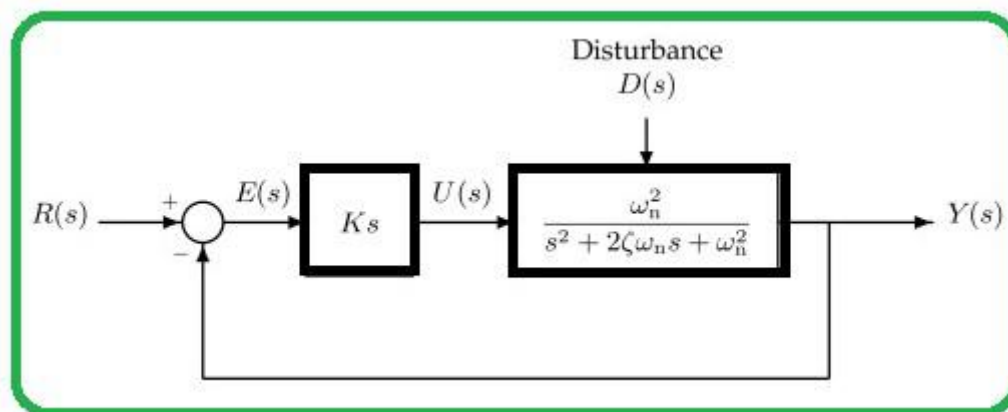 Disturbance
D(s)
R(s) + − E(s) Ks U(s) ω_n^2 / (s^2 + 2ζω_n s + ω_n^2) Y(s)